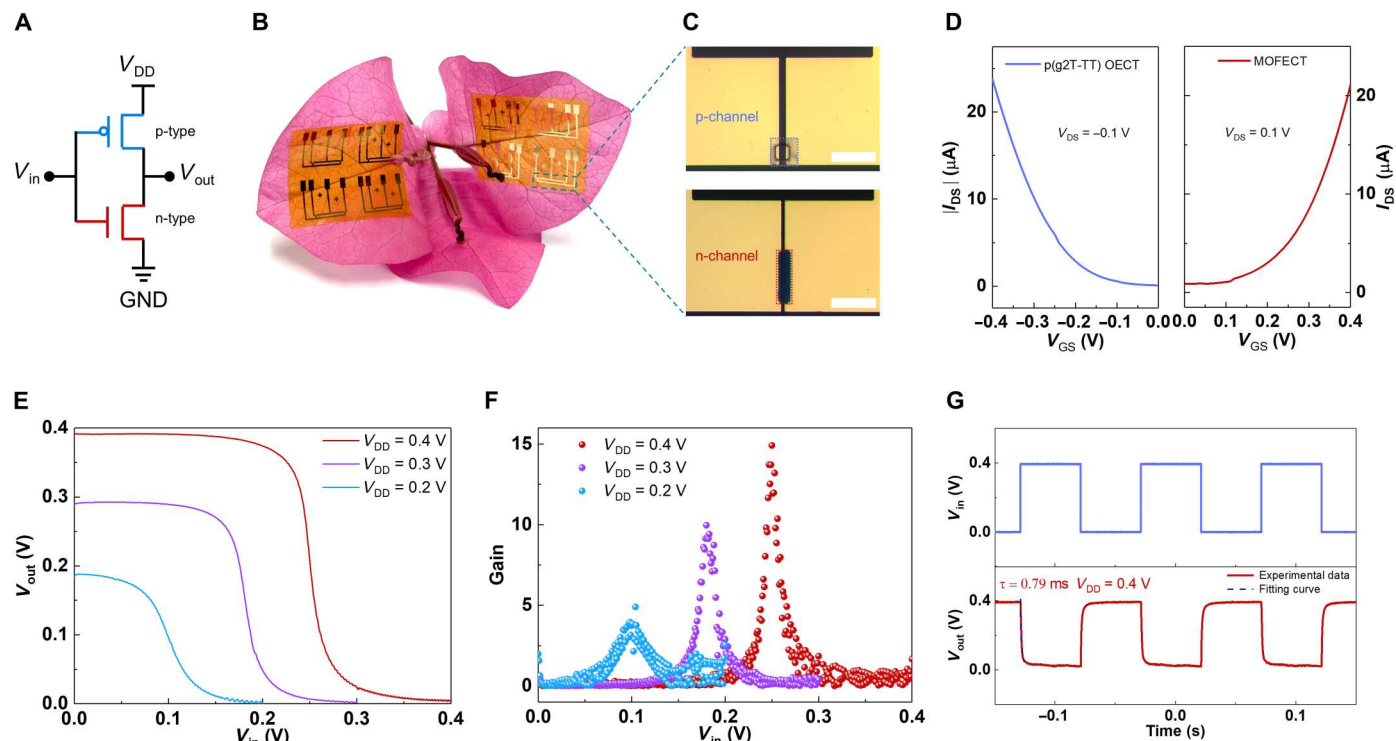 A
V_DD
p-type
V_in
V_out
n-type
GND
B
C
p-channel
n-channel
D
p(g2T-TT) OECT
V_DS = −0.1 V
|I_DS| (µA)
20
10
0
−0.4 −0.3 −0.2 −0.1 0.0
V_GS (V)
MOFECT
V_DS = 0.1 V
I_DS (µA)
20
10
0
0.0 0.1 0.2 0.3 0.4
V_GS (V)
E
V_DD = 0.4 V
V_DD = 0.3 V
V_DD = 0.2 V
V_out (V)
0.4
0.3
0.2
0.1
0.0
0.0 0.1 0.2 0.3 0.4
V_in (V)
F
V_DD = 0.4 V
V_DD = 0.3 V
V_DD = 0.2 V
Gain
15
10
5
0
0.0 0.1 0.2 0.3 0.4
V_in (V)
G
V_in (V)
0.4
0.0
τ = 0.79 ms V_DD = 0.4 V
Experimental data
Fitting curve
V_out (V)
0.4
0.0
−0.1 0.0 0.1
Time (s)